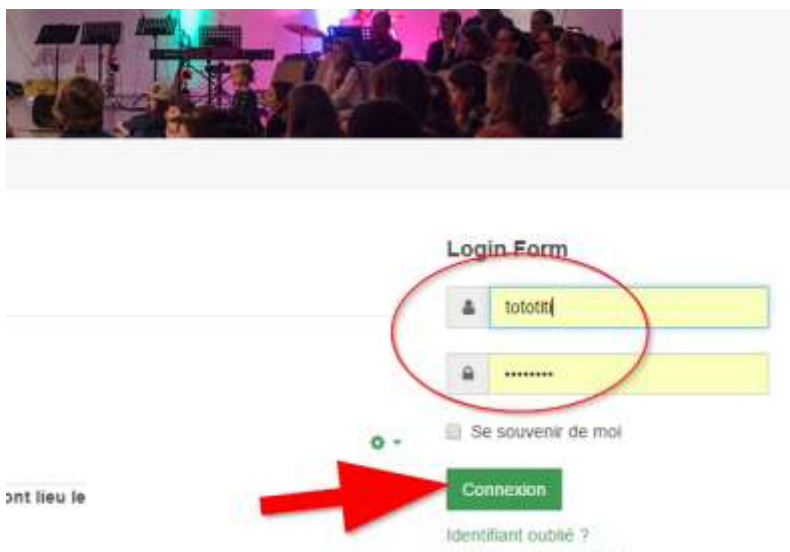 Login Form
tototiti
••••••••
Se souvenir de moi
ont lieu le
Connexion
Identifiant oublié ?